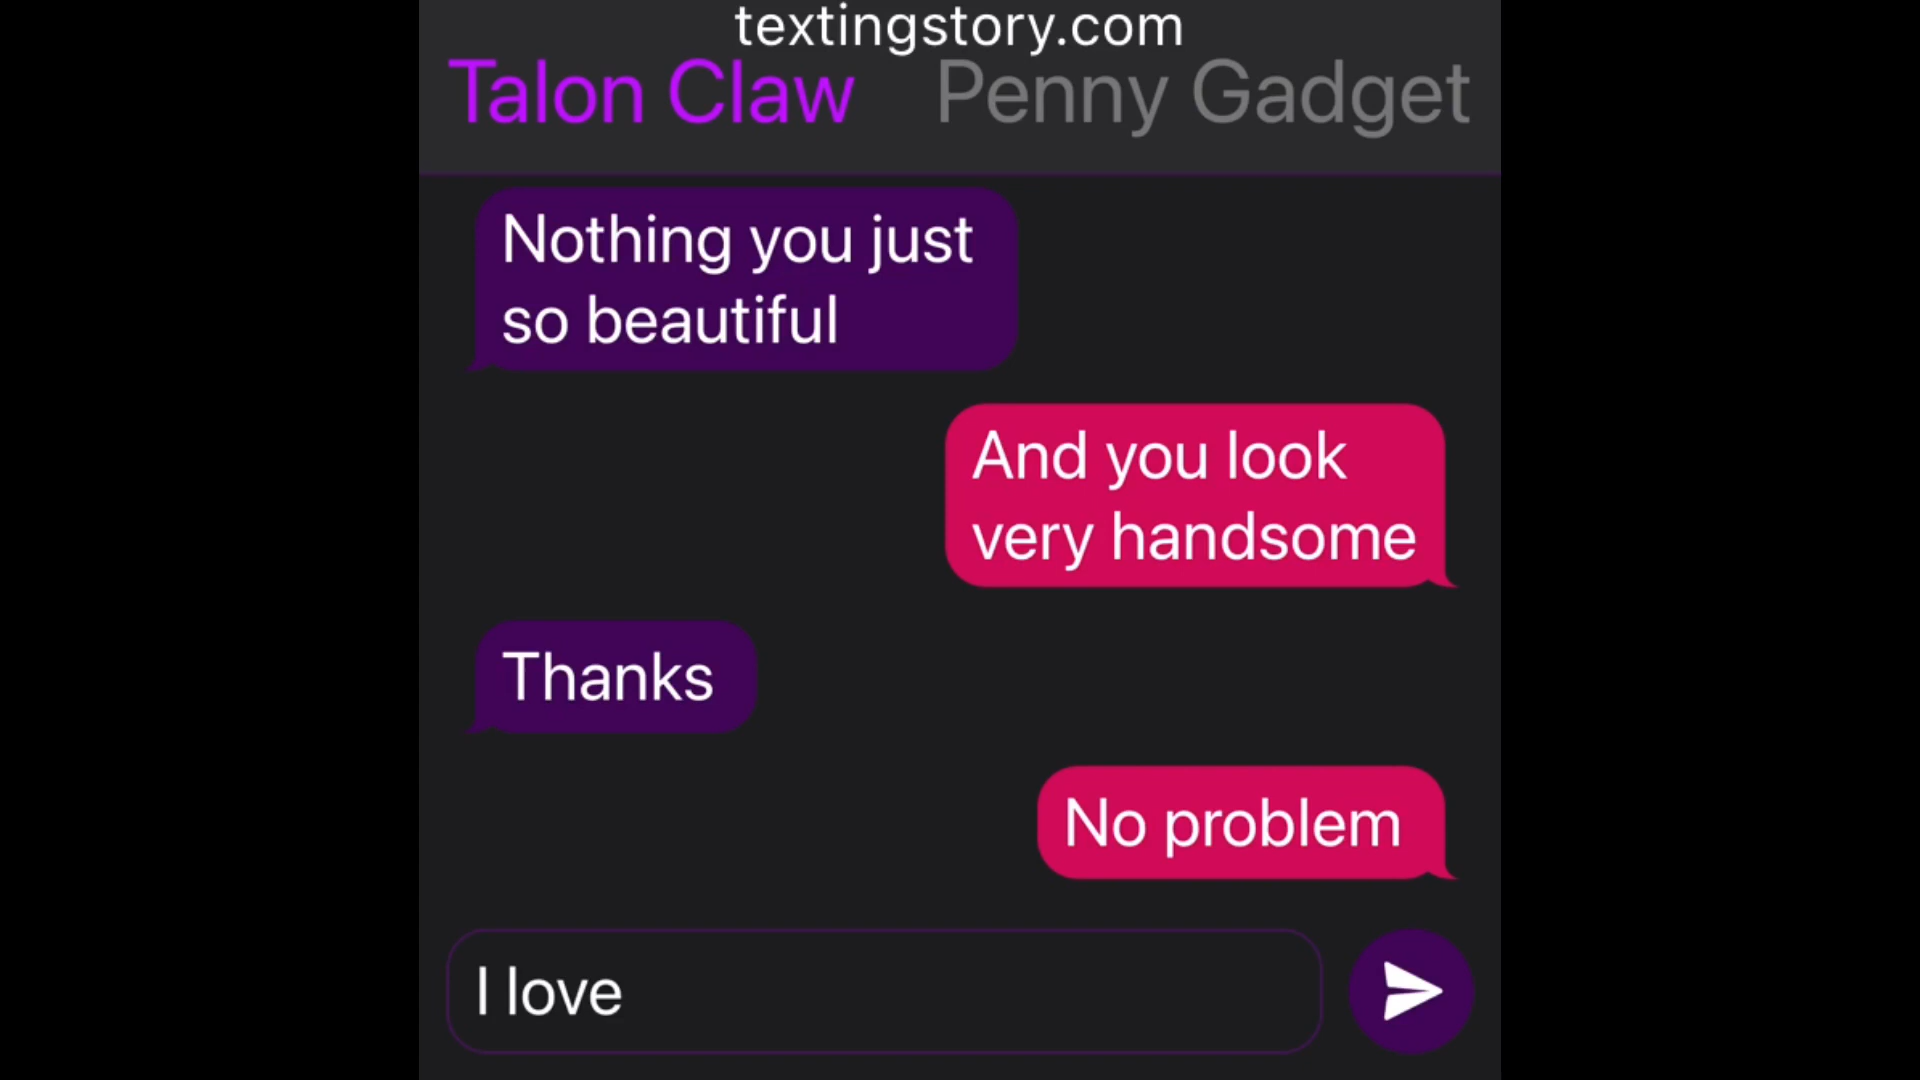 textingstory.com
Talon Claw Penny Gadget
Nothing you just
so beautiful
And you look
very handsome
Thanks
No problem
I love